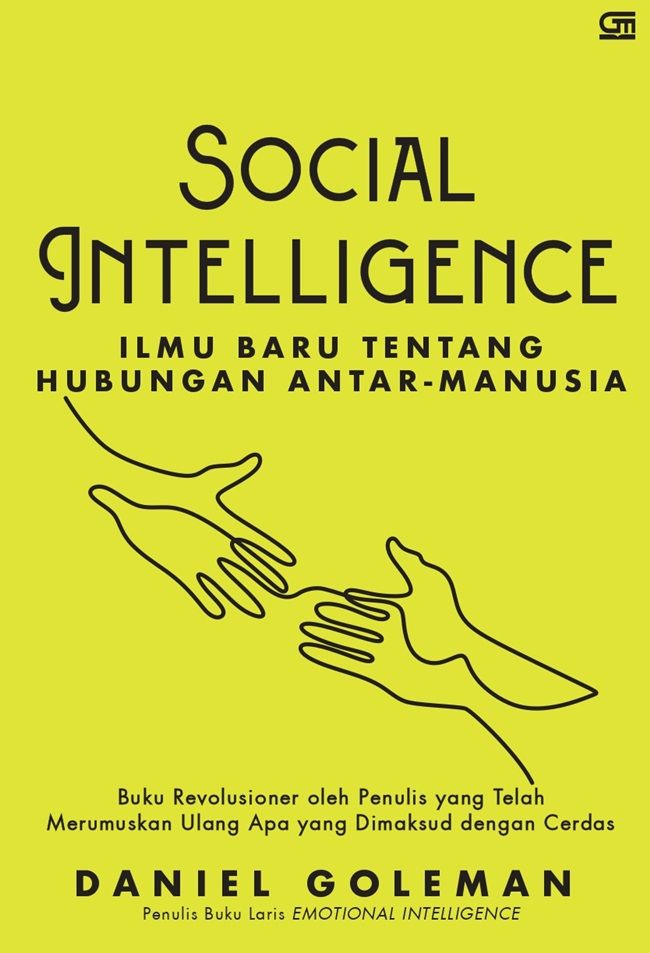 GM
SOCIAL
INTELLIGENCE
ILMU BARU TENTANG
HUBUNGAN ANTAR-MANUSIA
Buku Revolusioner oleh Penulis yang Telah
Merumuskan Ulang Apa yang Dimaksud dengan Cerdas
DANIEL GOLEMAN
Penulis Buku Laris EMOTIONAL INTELLIGENCE